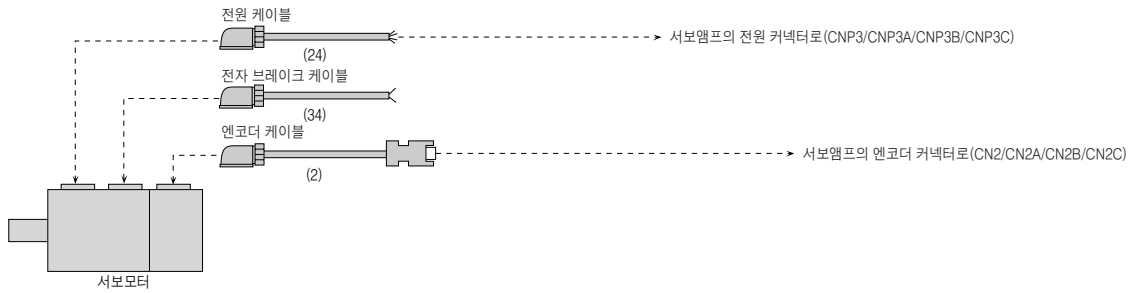 전원 케이블
서보앰프의 전원 커넥터로(CNP3/CNP3A/CNP3B/CNP3C)
(24)
전자 브레이크 케이블
(34)
엔코더 케이블
서보앰프의 엔코더 커넥터로(CN2/CN2A/CN2B/CN2C)
(2)
서보모터